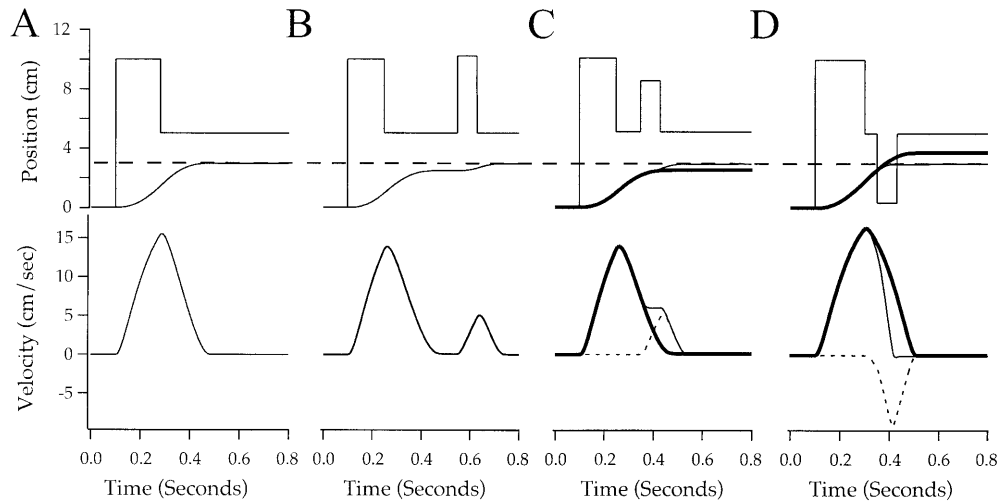 A B C D
Position (cm)
12
8
4
0
Velocity (cm/sec)
15
10
5
0
-5
0.0 0.2 0.4 0.6 0.8 0.0 0.2 0.4 0.6 0.8 0.0 0.2 0.4 0.6 0.8 0.0 0.2 0.4 0.6 0.8
Time (Seconds) Time (Seconds) Time (Seconds) Time (Seconds)